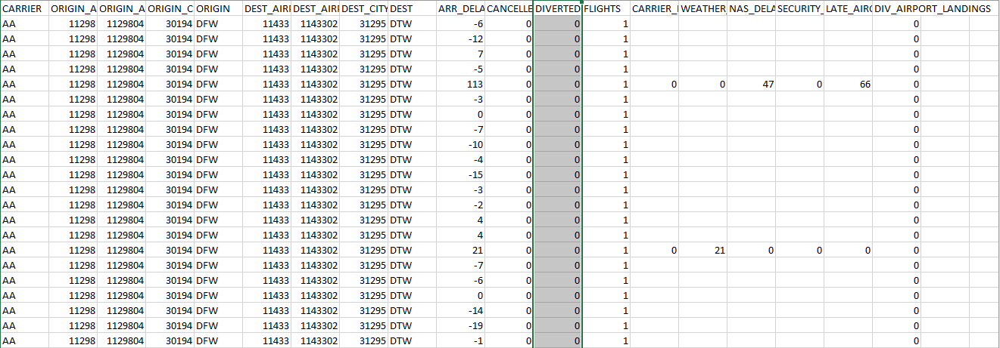 CARRIER ORIGIN_A ORIGIN_A ORIGIN_C ORIGIN DEST_AIR DEST_AIR DEST_CITY DEST ARR_DELA CANCELLE DIVERTED FLIGHTS CARRIER_ WEATHER_ NAS_DELA SECURITY_ LATE_AIRC DIV_AIRPORT_LANDINGS
AA 11298 1129804 30194 DFW 11433 1143302 31295 DTW -6 0 0 1 0
AA 11298 1129804 30194 DFW 11433 1143302 31295 DTW -12 0 0 1 0
AA 11298 1129804 30194 DFW 11433 1143302 31295 DTW 7 0 0 1 0
AA 11298 1129804 30194 DFW 11433 1143302 31295 DTW -5 0 0 1 0
AA 11298 1129804 30194 DFW 11433 1143302 31295 DTW 113 0 0 1 0 0 47 0 66 0
AA 11298 1129804 30194 DFW 11433 1143302 31295 DTW -3 0 0 1 0
AA 11298 1129804 30194 DFW 11433 1143302 31295 DTW 0 0 0 1 0
AA 11298 1129804 30194 DFW 11433 1143302 31295 DTW -7 0 0 1 0
AA 11298 1129804 30194 DFW 11433 1143302 31295 DTW -10 0 0 1 0
AA 11298 1129804 30194 DFW 11433 1143302 31295 DTW -4 0 0 1 0
AA 11298 1129804 30194 DFW 11433 1143302 31295 DTW -15 0 0 1 0
AA 11298 1129804 30194 DFW 11433 1143302 31295 DTW -3 0 0 1 0
AA 11298 1129804 30194 DFW 11433 1143302 31295 DTW -2 0 0 1 0
AA 11298 1129804 30194 DFW 11433 1143302 31295 DTW 4 0 0 1 0
AA 11298 1129804 30194 DFW 11433 1143302 31295 DTW 4 0 0 1 0
AA 11298 1129804 30194 DFW 11433 1143302 31295 DTW 21 0 0 1 0 21 0 0 0 0
AA 11298 1129804 30194 DFW 11433 1143302 31295 DTW -7 0 0 1 0
AA 11298 1129804 30194 DFW 11433 1143302 31295 DTW -6 0 0 1 0
AA 11298 1129804 30194 DFW 11433 1143302 31295 DTW 0 0 0 1 0
AA 11298 1129804 30194 DFW 11433 1143302 31295 DTW -14 0 0 1 0
AA 11298 1129804 30194 DFW 11433 1143302 31295 DTW -19 0 0 1 0
AA 11298 1129804 30194 DFW 11433 1143302 31295 DTW -1 0 0 1 0